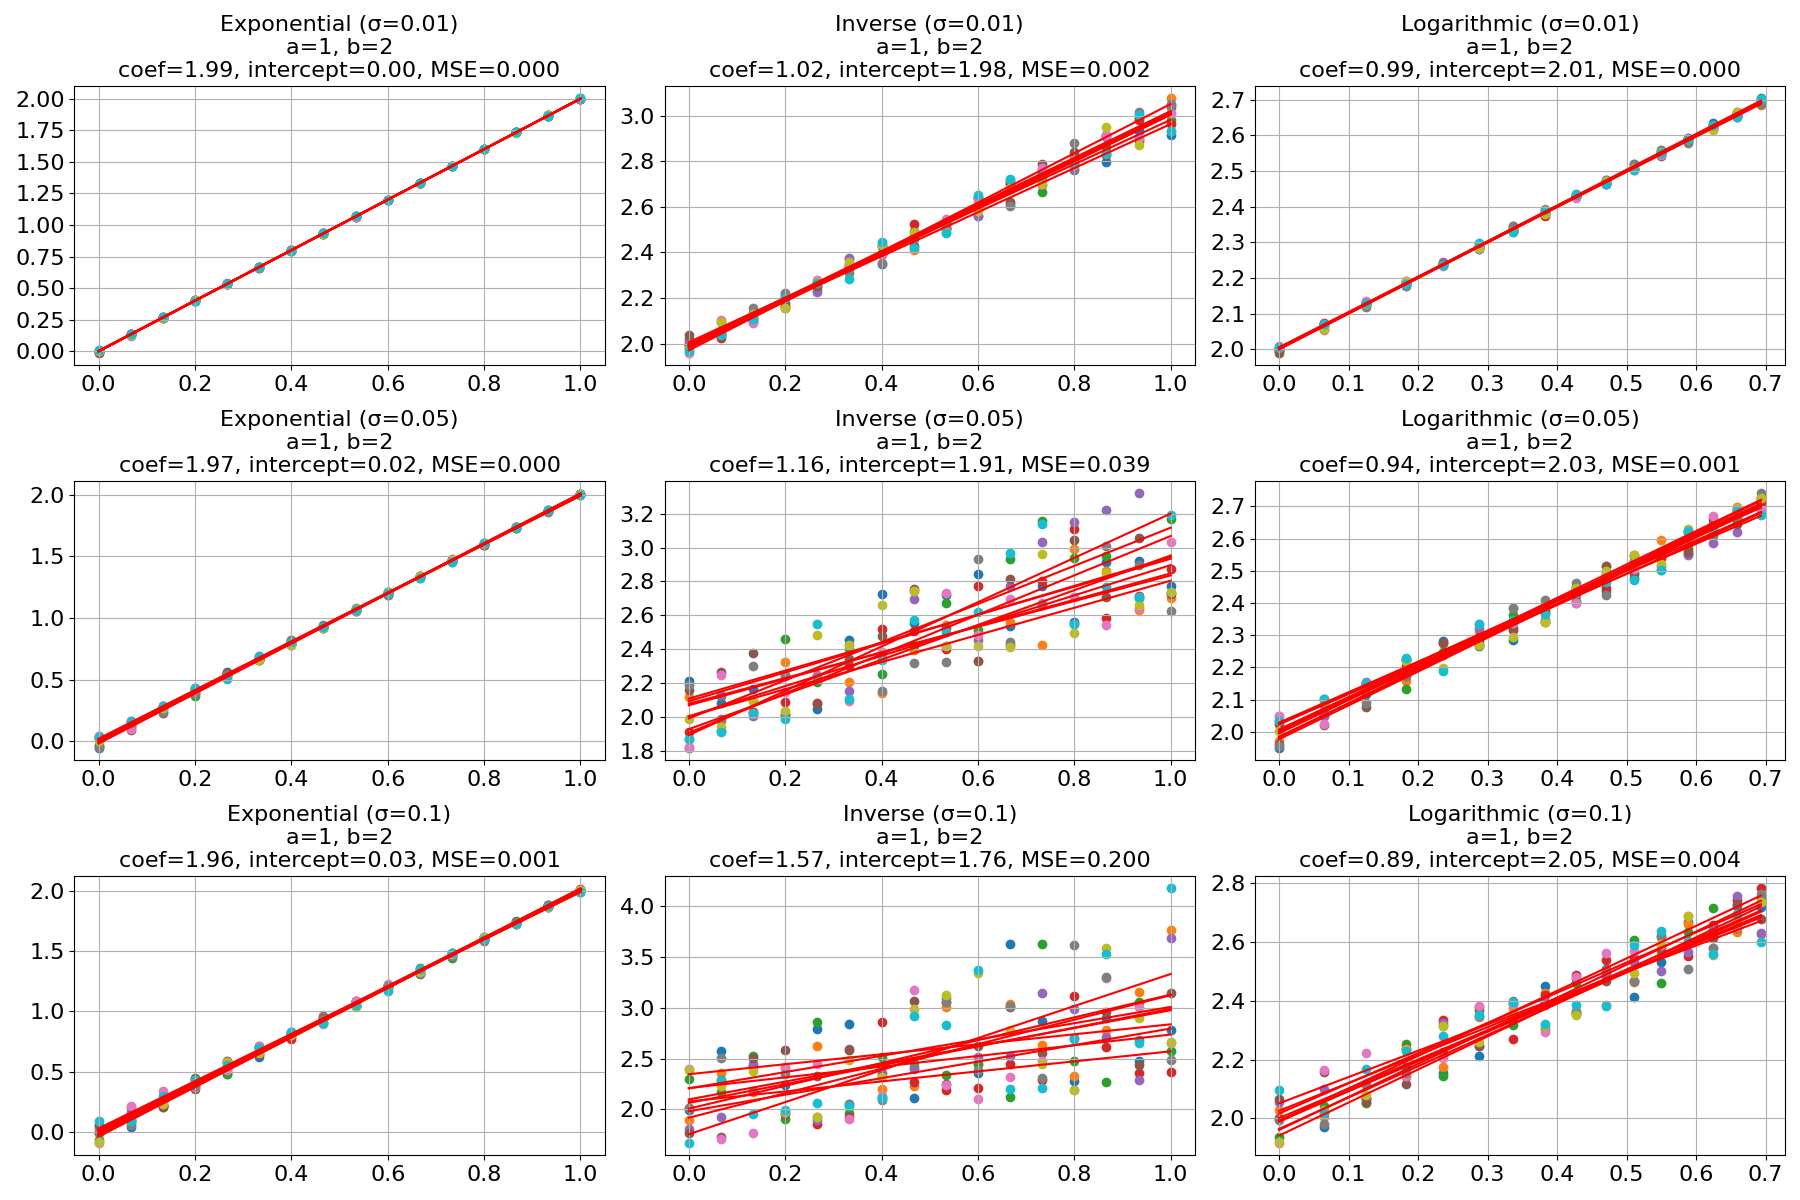 Exponential (σ=0.01)
a=1, b=2
coef=1.99, intercept=0.00, MSE=0.000
2.00
1.75
1.50
1.25
1.00
0.75
0.50
0.25
0.00
0.0 0.2 0.4 0.6 0.8 1.0
Inverse (σ=0.01)
a=1, b=2
coef=1.02, intercept=1.98, MSE=0.002
3.0
2.8
2.6
2.4
2.2
2.0
0.0 0.2 0.4 0.6 0.8 1.0
Logarithmic (σ=0.01)
a=1, b=2
coef=0.99, intercept=2.01, MSE=0.000
2.7
2.6
2.5
2.4
2.3
2.2
2.1
2.0
0.0 0.1 0.2 0.3 0.4 0.5 0.6 0.7
Exponential (σ=0.05)
a=1, b=2
coef=1.97, intercept=0.02, MSE=0.000
2.0
1.5
1.0
0.5
0.0
0.0 0.2 0.4 0.6 0.8 1.0
Inverse (σ=0.05)
a=1, b=2
coef=1.16, intercept=1.91, MSE=0.039
3.2
3.0
2.8
2.6
2.4
2.2
2.0
1.8
0.0 0.2 0.4 0.6 0.8 1.0
Logarithmic (σ=0.05)
a=1, b=2
coef=0.94, intercept=2.03, MSE=0.001
2.7
2.6
2.5
2.4
2.3
2.2
2.1
2.0
0.0 0.1 0.2 0.3 0.4 0.5 0.6 0.7
Exponential (σ=0.1)
a=1, b=2
coef=1.96, intercept=0.03, MSE=0.001
2.0
1.5
1.0
0.5
0.0
0.0 0.2 0.4 0.6 0.8 1.0
Inverse (σ=0.1)
a=1, b=2
coef=1.57, intercept=1.76, MSE=0.200
4.0
3.5
3.0
2.5
2.0
0.0 0.2 0.4 0.6 0.8 1.0
Logarithmic (σ=0.1)
a=1, b=2
coef=0.89, intercept=2.05, MSE=0.004
2.8
2.6
2.4
2.2
2.0
0.0 0.1 0.2 0.3 0.4 0.5 0.6 0.7